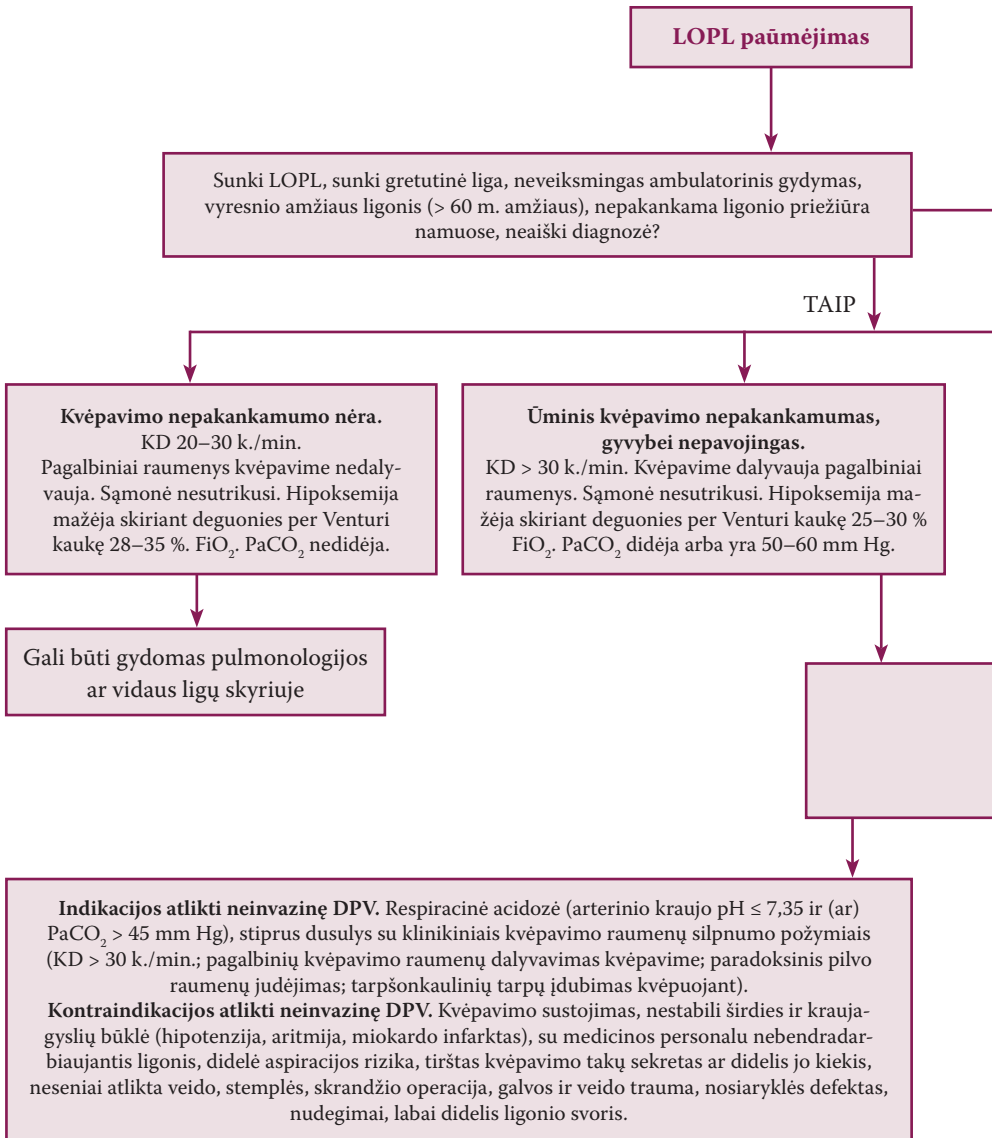 LOPL paūmėjimas
Sunki LOPL, sunki gretutinė liga, neveiksmingas ambulatorinis gydymas,
vyresnio amžiaus ligonis (> 60 m. amžiaus), nepakankama ligonio priežiūra
namuose, neaiški diagnozė?
TAIP
Kvėpavimo nepakankamumo nėra.
KD 20–30 k./min.
Pagalbiniai raumenys kvėpavime nedaly-
vauja. Sąmonė nesutrikusi. Hipoksemija
mažėja skiriant deguonies per Venturi
kaukę 28–35 %. FiO₂. PaCO₂ nedidėja.
Ūminis kvėpavimo nepakankamumas,
gyvybei nepavojingas.
KD > 30 k./min. Kvėpavime dalyvauja pagalbiniai
raumenys. Sąmonė nesutrikusi. Hipoksemija ma-
žėja skiriant deguonies per Venturi kaukę 25–30 %
FiO₂. PaCO₂ didėja arba yra 50–60 mm Hg.
Gali būti gydomas pulmonologijos
ar vidaus ligų skyriuje
Indikacijos atlikti neinvazinę DPV. Respiracinė acidozė (arterinio kraujo pH ≤ 7,35 ir (ar)
PaCO₂ > 45 mm Hg), stiprus dusulys su klinikiniais kvėpavimo raumenų silpnumo požymiais
(KD > 30 k./min.; pagalbinių kvėpavimo raumenų dalyvavimas kvėpavime; paradoksinis pilvo
raumenų judėjimas; tarpšonkaulinių tarpų įdubimas kvėpuojant).
Kontraindikacijos atlikti neinvazinę DPV. Kvėpavimo sustojimas, nestabili širdies ir krauja-
gyslių būklė (hipotenzija, aritmija, miokardo infarktas), su medicinos personalu nebendradar-
biaujantis ligonis, didelė aspiracijos rizika, tirštas kvėpavimo takų sekretas ar didelis jo kiekis,
neseniai atlikta veido, stemplės, skrandžio operacija, galvos ir veido trauma, nosiaryklės defektas,
nudegimai, labai didelis ligonio svoris.